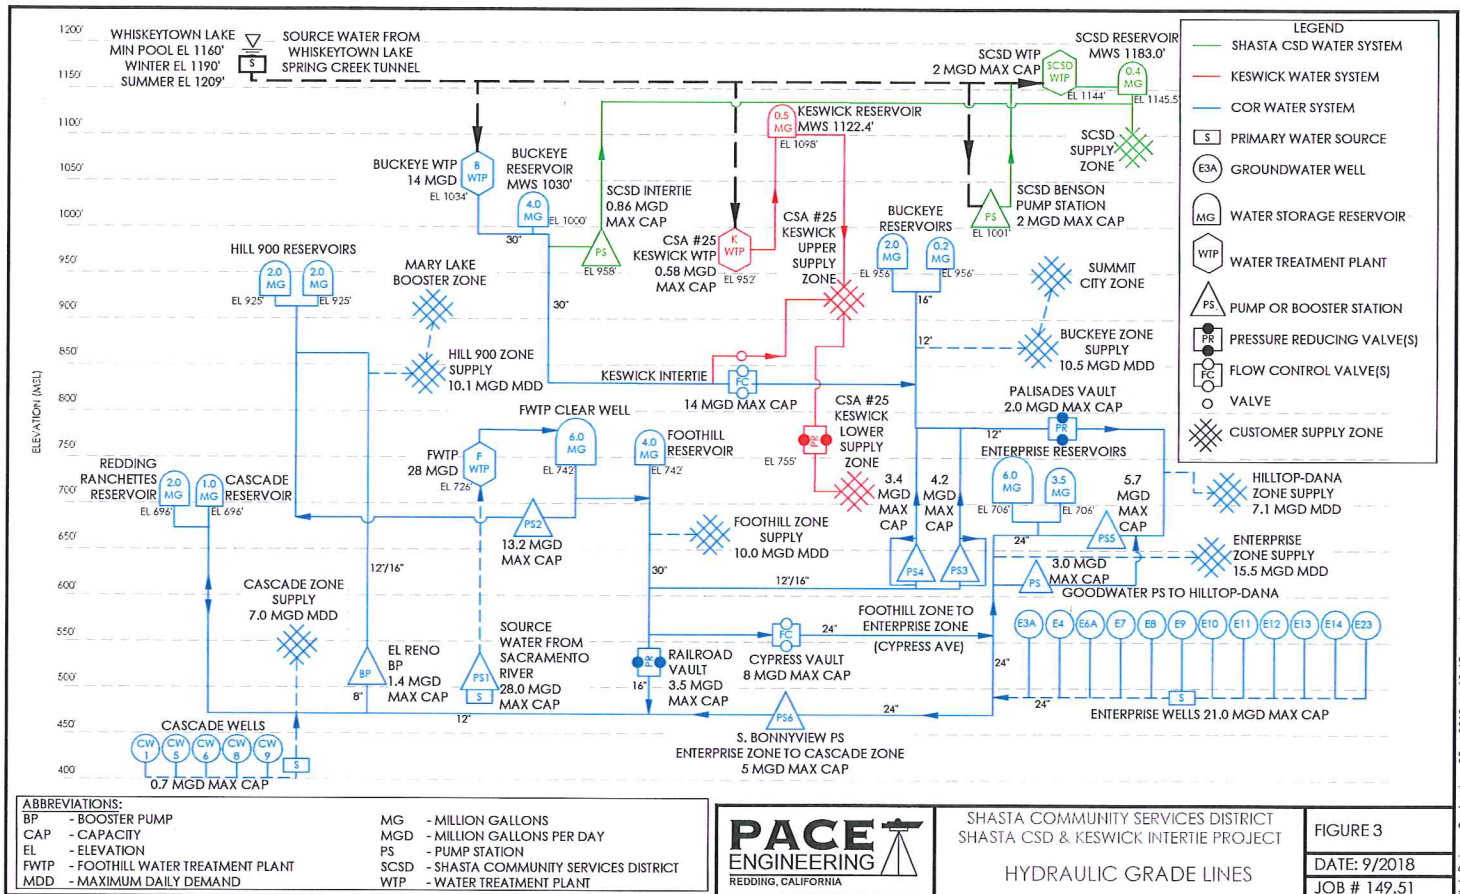 1200'
1150'
1100'
1050'
1000'
950'
900'
850'
800'
750'
700'
650'
600'
550'
500'
450'
400'
ELEVATION (MSL)
WHISKEYTOWN LAKE
MIN POOL EL 1160'
WINTER EL 1190'
SUMMER EL 1209'
S
SOURCE WATER FROM
WHISKEYTOWN LAKE
SPRING CREEK TUNNEL
BUCKEYE WTP
14 MGD
B
WTP
EL 1034'
BUCKEYE
RESERVOIR
MWS 1030'
4.0
MG
EL 1000'
30"
30"
SCSD INTERTIE
0.86 MGD
MAX CAP
PS
EL 958'
CSA #25
KESWICK WTP
0.58 MGD
MAX CAP
K
WTP
EL 952'
0.5
MG
EL 1098'
KESWICK RESERVOIR
MWS 1122.4'
CSA #25
KESWICK
UPPER
SUPPLY
ZONE
SCSD WTP
2 MGD MAX CAP
SCSD
WTP
EL 1144'
SCSD RESERVOIR
MWS 1183.0'
0.4
MG
EL 1145.5'
SCSD
SUPPLY
ZONE
SCSD BENSON
PUMP STATION
2 MGD MAX CAP
PS
EL 1001'
BUCKEYE
RESERVOIRS
2.0
MG
0.2
MG
EL 956'
EL 956'
16"
12"
SUMMIT
CITY ZONE
BUCKEYE ZONE
SUPPLY
10.5 MGD MDD
HILL 900 RESERVOIRS
2.0
MG
2.0
MG
EL 925'
EL 925'
MARY LAKE
BOOSTER ZONE
HILL 900 ZONE
SUPPLY
10.1 MGD MDD
KESWICK INTERTIE
FC
14 MGD MAX CAP
PR
EL 755'
CSA #25
KESWICK
LOWER
SUPPLY
ZONE
PALISADES VAULT
2.0 MGD MAX CAP
PR
12"
ENTERPRISE RESERVOIRS
6.0
MG
3.5
MG
EL 706'
EL 706'
24"
5.7
MGD
MAX
CAP
PS5
3.4
MGD
MAX
CAP
4.2
MGD
MAX
CAP
PS4
PS3
HILLTOP-DANA
ZONE SUPPLY
7.1 MGD MDD
ENTERPRISE
ZONE SUPPLY
15.5 MGD MDD
3.0 MGD
MAX CAP
PS
GOODWATER PS TO HILLTOP-DANA
FWTP CLEAR WELL
6.0
MG
EL 742'
FOOTHILL
RESERVOIR
4.0
MG
EL 742'
FWTP
28 MGD
F
WTP
EL 726'
PS2
13.2 MGD
MAX CAP
FOOTHILL ZONE
SUPPLY
10.0 MGD MDD
30"
12"/16"
12"/16"
REDDING
RANCHETTES
RESERVOIR
2.0
MG
1.0
MG
EL 696'
EL 696'
CASCADE
RESERVOIR
CASCADE ZONE
SUPPLY
7.0 MGD MDD
EL RENO
BP
1.4 MGD
MAX CAP
BP
8"
SOURCE
WATER FROM
SACRAMENTO
RIVER
28.0 MGD
MAX CAP
PS1
S
PR
16"
RAILROAD
VAULT
3.5 MGD
MAX CAP
FC
24"
CYPRESS VAULT
8 MGD MAX CAP
FOOTHILL ZONE TO
ENTERPRISE ZONE
(CYPRESS AVE)
E3A
E4
E6A
E7
E8
E9
E10
E11
E12
E13
E14
E23
24"
24"
S
ENTERPRISE WELLS 21.0 MGD MAX CAP
12"
PS6
24"
S. BONNYVIEW PS
ENTERPRISE ZONE TO CASCADE ZONE
5 MGD MAX CAP
CASCADE WELLS
CW
1
CW
5
CW
6
CW
8
CW
9
S
0.7 MGD MAX CAP
LEGEND
SHASTA CSD WATER SYSTEM
KESWICK WATER SYSTEM
COR WATER SYSTEM
S
PRIMARY WATER SOURCE
E3A
GROUNDWATER WELL
MG
WATER STORAGE RESERVOIR
WTP
WATER TREATMENT PLANT
PS
PUMP OR BOOSTER STATION
PR
PRESSURE REDUCING VALVE(S)
FC
FLOW CONTROL VALVE(S)
VALVE
CUSTOMER SUPPLY ZONE
ABBREVIATIONS:
BP - BOOSTER PUMP
CAP - CAPACITY
EL - ELEVATION
FWTP - FOOTHILL WATER TREATMENT PLANT
MDD - MAXIMUM DAILY DEMAND
MG - MILLION GALLONS
MGD - MILLION GALLONS PER DAY
PS - PUMP STATION
SCSD - SHASTA COMMUNITY SERVICES DISTRICT
WTP - WATER TREATMENT PLANT
PACE
ENGINEERING
REDDING, CALIFORNIA
SHASTA COMMUNITY SERVICES DISTRICT
SHASTA CSD & KESWICK INTERTIE PROJECT
HYDRAULIC GRADE LINES
FIGURE 3
DATE: 9/2018
JOB # 149.51